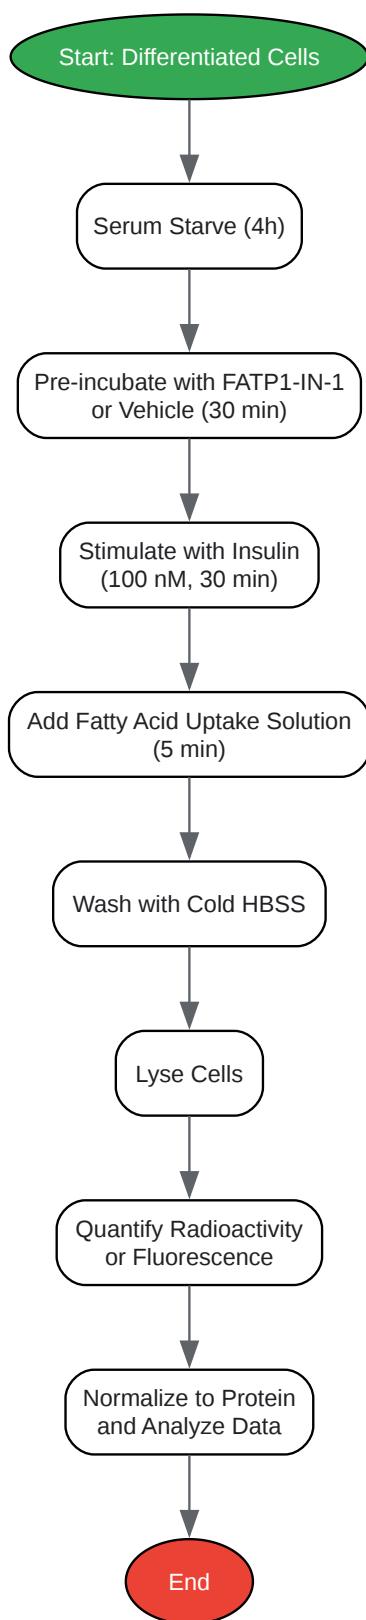 Start: Differentiated Cells
Serum Starve (4h)
Pre-incubate with FATP1-IN-1
or Vehicle (30 min)
Stimulate with Insulin
(100 nM, 30 min)
Add Fatty Acid Uptake Solution
(5 min)
Wash with Cold HBSS
Lyse Cells
Quantify Radioactivity
or Fluorescence
Normalize to Protein
and Analyze Data
End